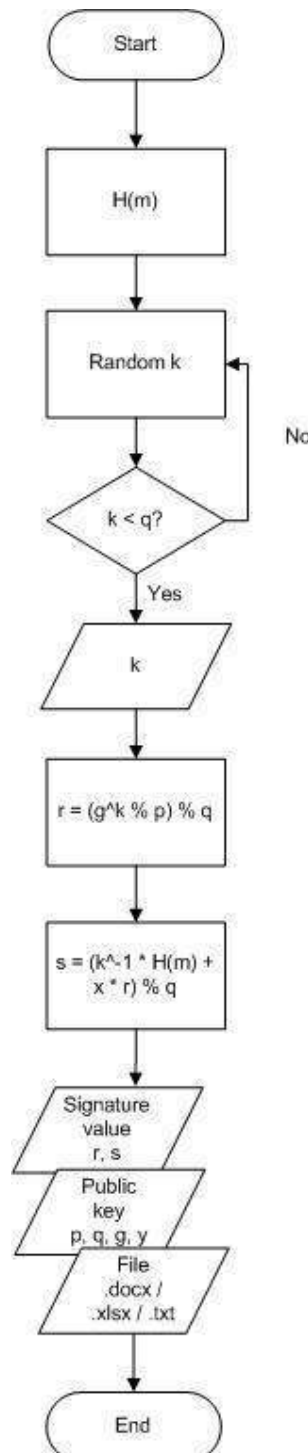 Start
H(m)
Random k
No
k < q?
Yes
k
r = (g^k % p) % q
s = (k^-1 * H(m) +
x * r) % q
Signature
value
r, s
Public
key
p, q, g, y
File
.docx /
.xlsx / .txt
End